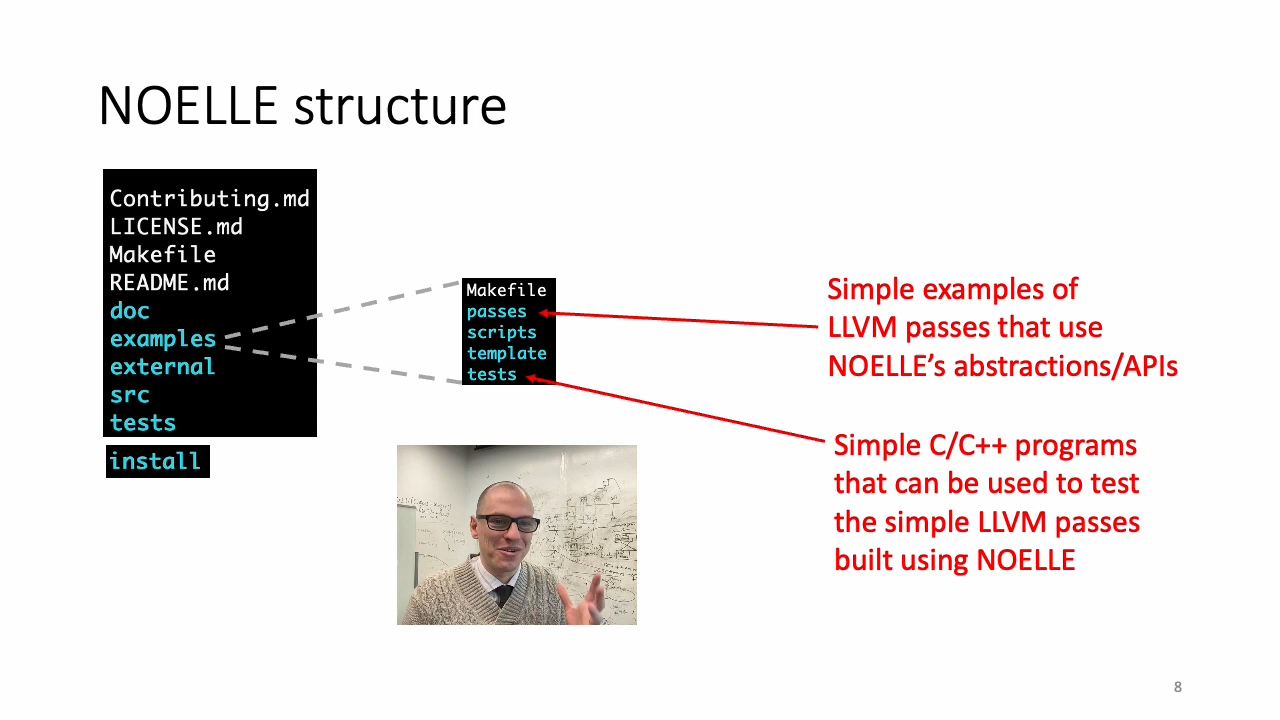 NOELLE structure
Contributing.md
LICENSE.md
Makefile
README.md
doc
examples
external
src
tests
install
Makefile
passes
scripts
template
tests
Simple examples of
LLVM passes that use
NOELLE’s abstractions/APIs
Simple C/C++ programs
that can be used to test
the simple LLVM passes
built using NOELLE
8